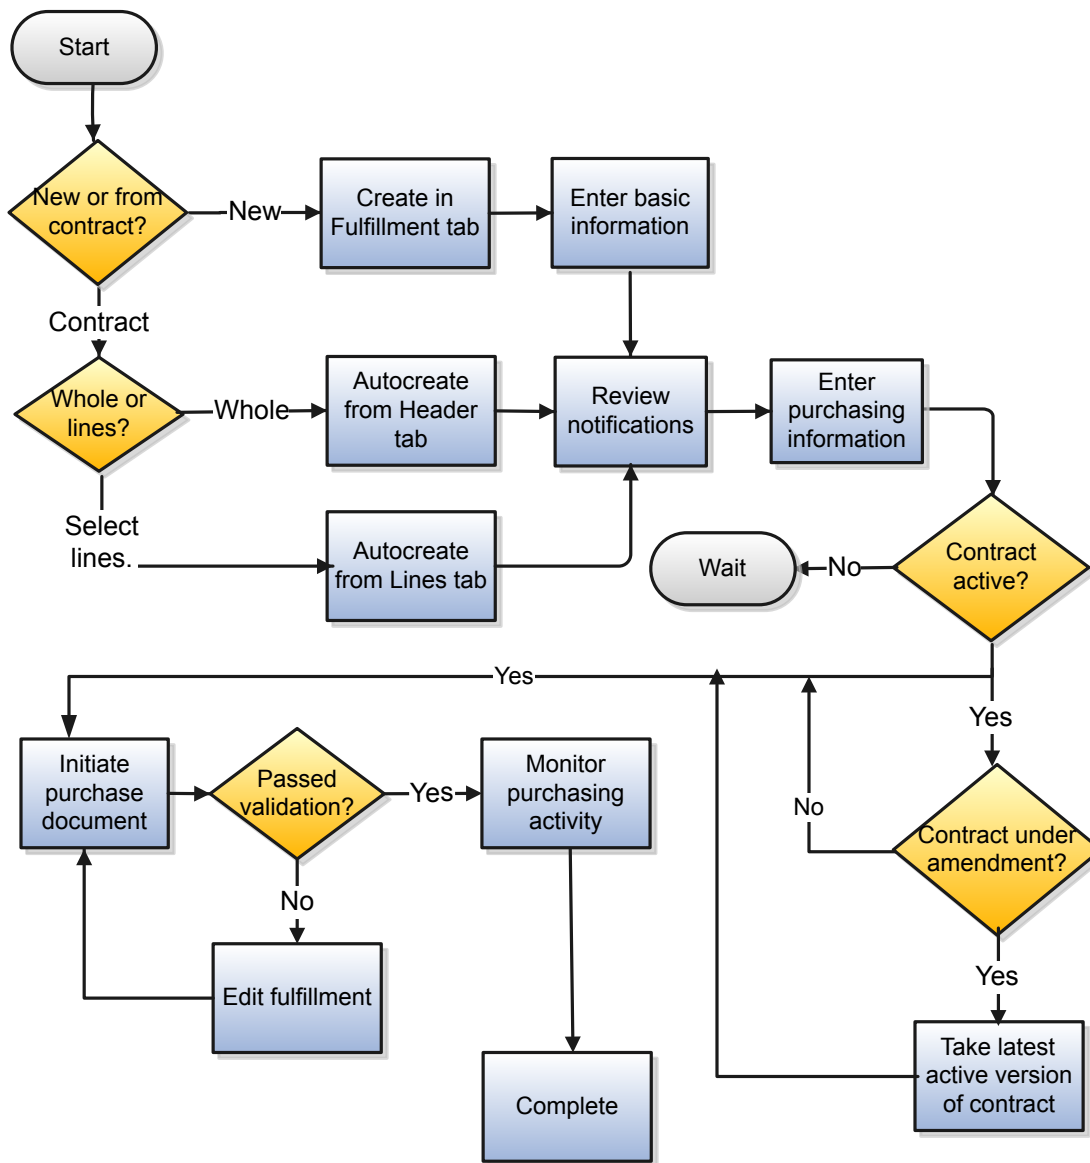 Start
New or from
contract?
New
Create in
Fulfillment tab
Enter basic
information
Contract
Whole or
lines?
Whole
Autocreate
from Header
tab
Review
notifications
Enter
purchasing
information
Select
lines.
Autocreate
from Lines tab
Wait
No
Contract
active?
Yes
Yes
Initiate
purchase
document
Passed
validation?
Yes
Monitor
purchasing
activity
No
Contract under
amendment?
No
Edit fulfillment
Yes
Take latest
active version
of contract
Complete